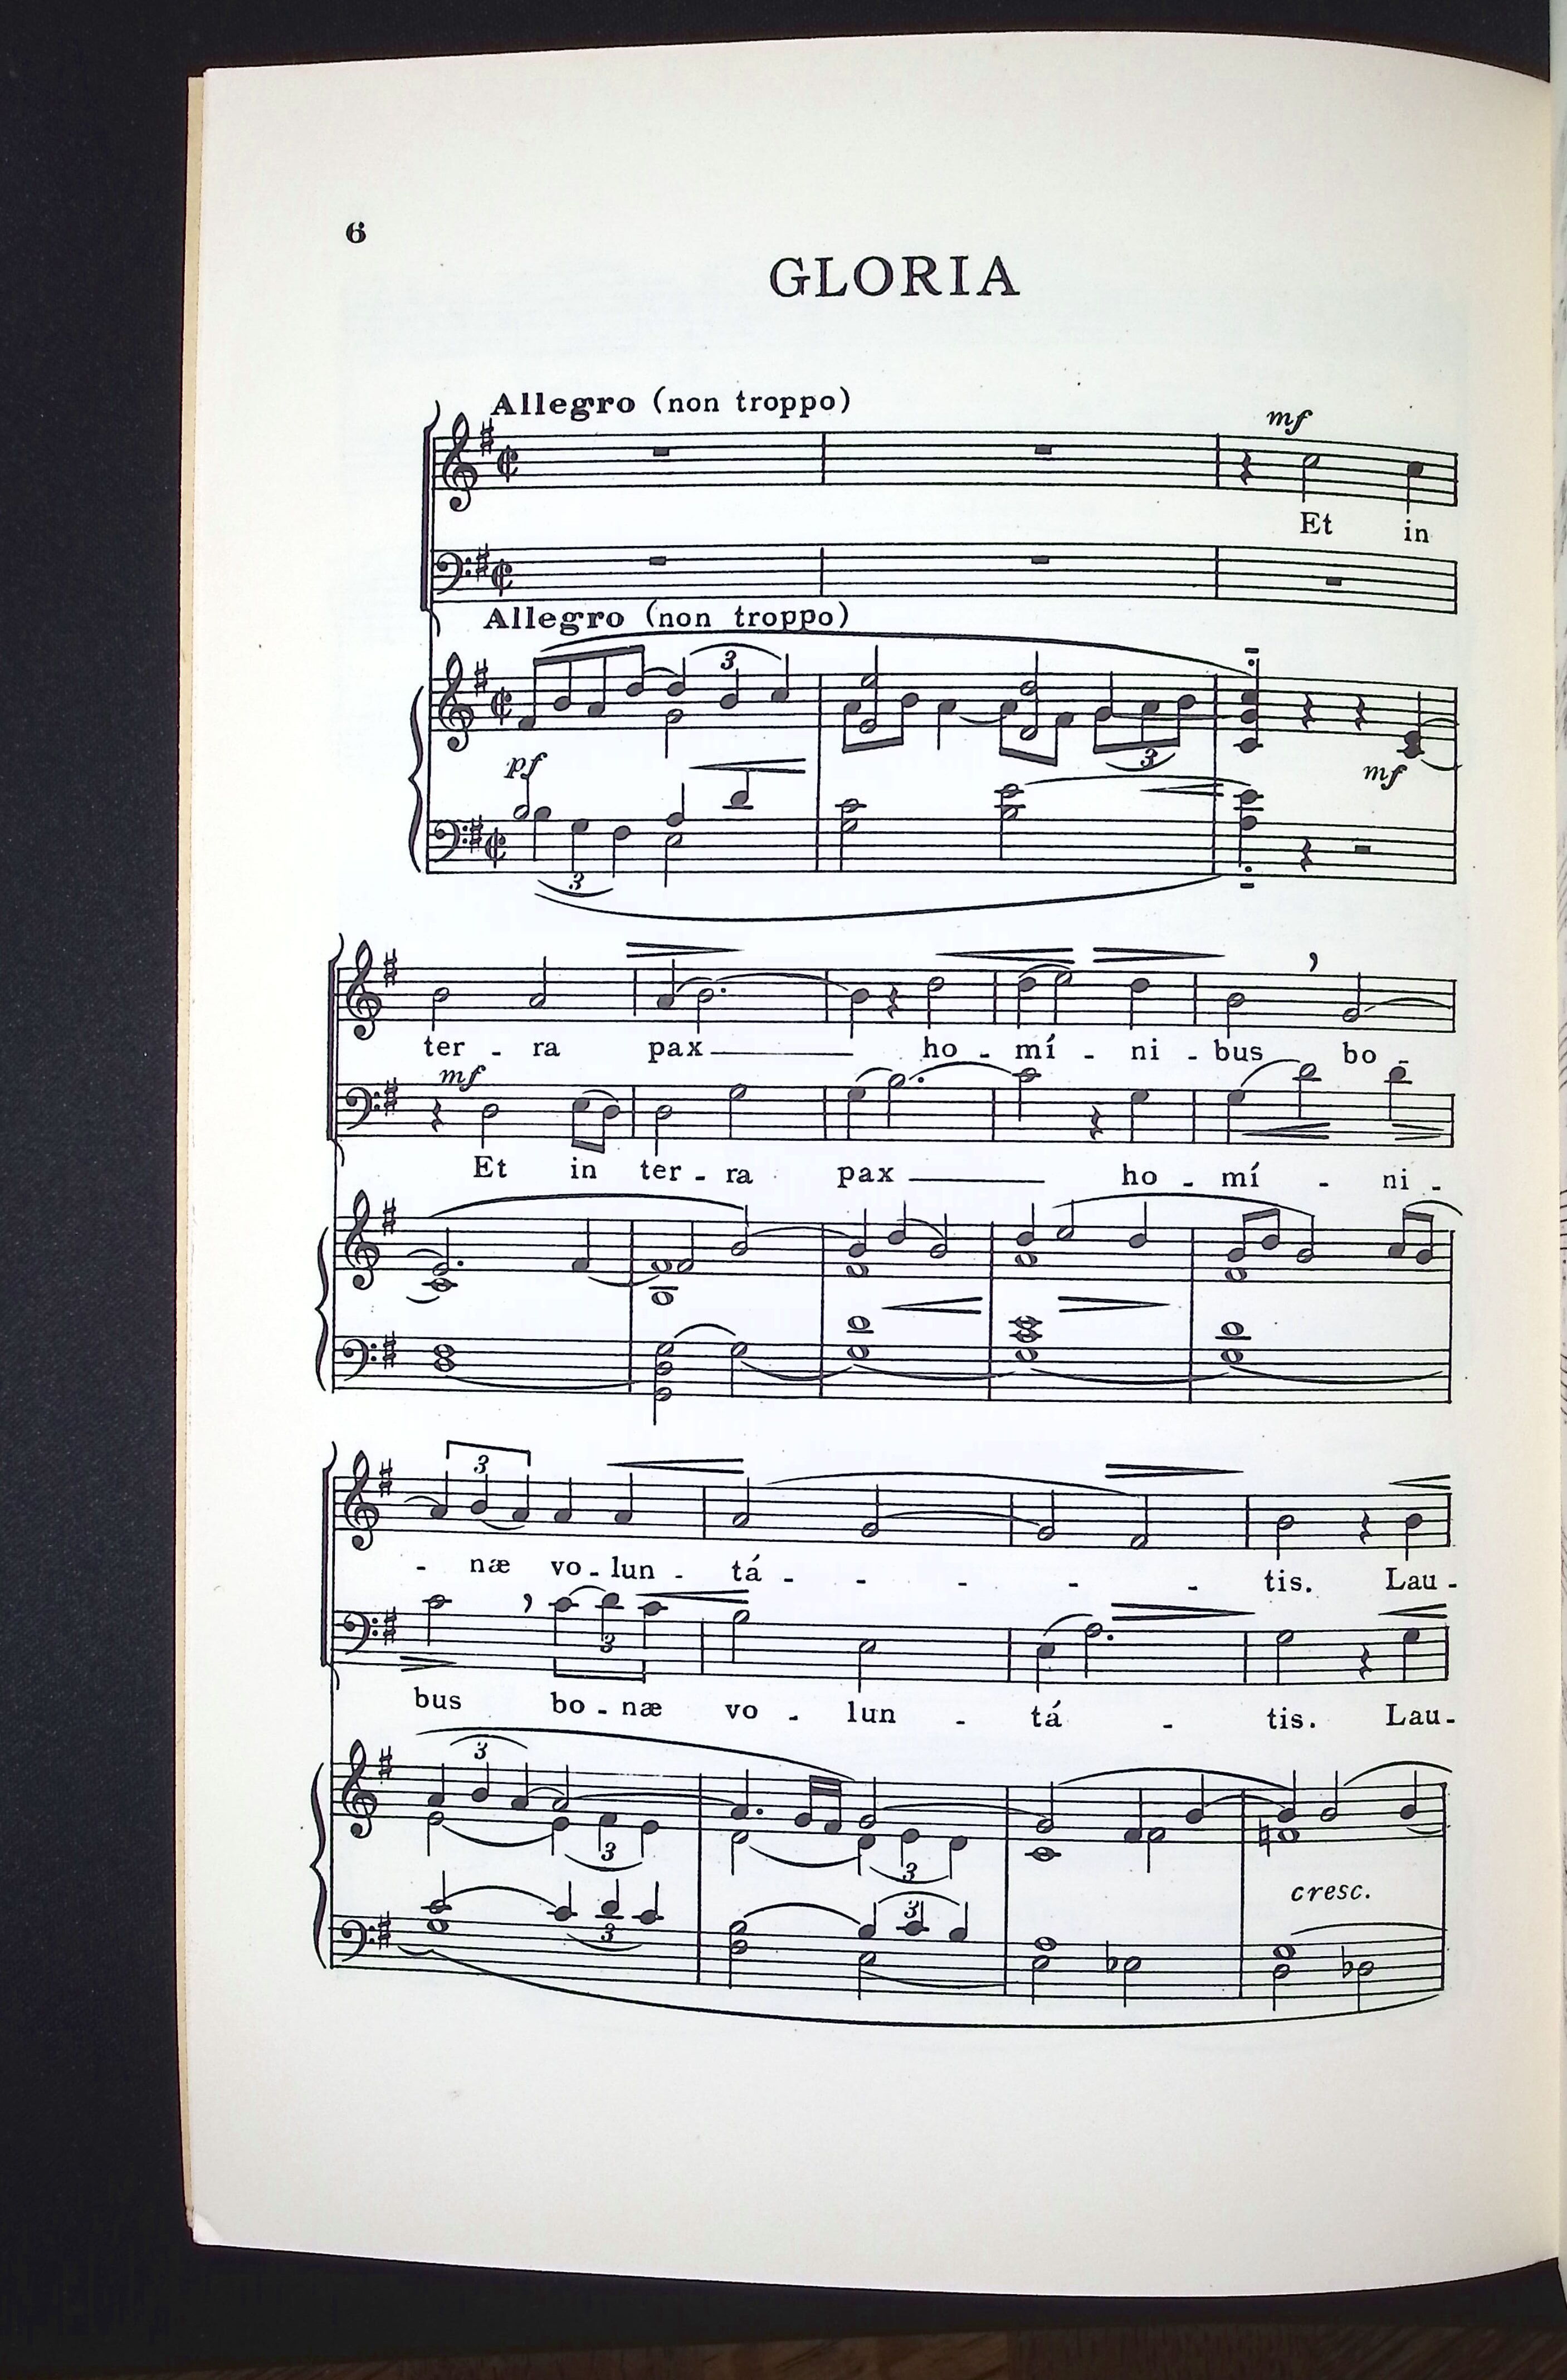 6
GLORIA
Allegro (non troppo)
mf
Et in
Allegro (non troppo)
3
pf
3
mf
3
ter - ra pax ho - mí - ni - bus bo -
mf
Et in ter - ra pax ho - mí - ni -
3
- næ vo - lun - tá - - - - - tis. Lau -
3
bus bo - næ vo - lun - tá - tis. Lau -
3
3
3
cresc.
3
3